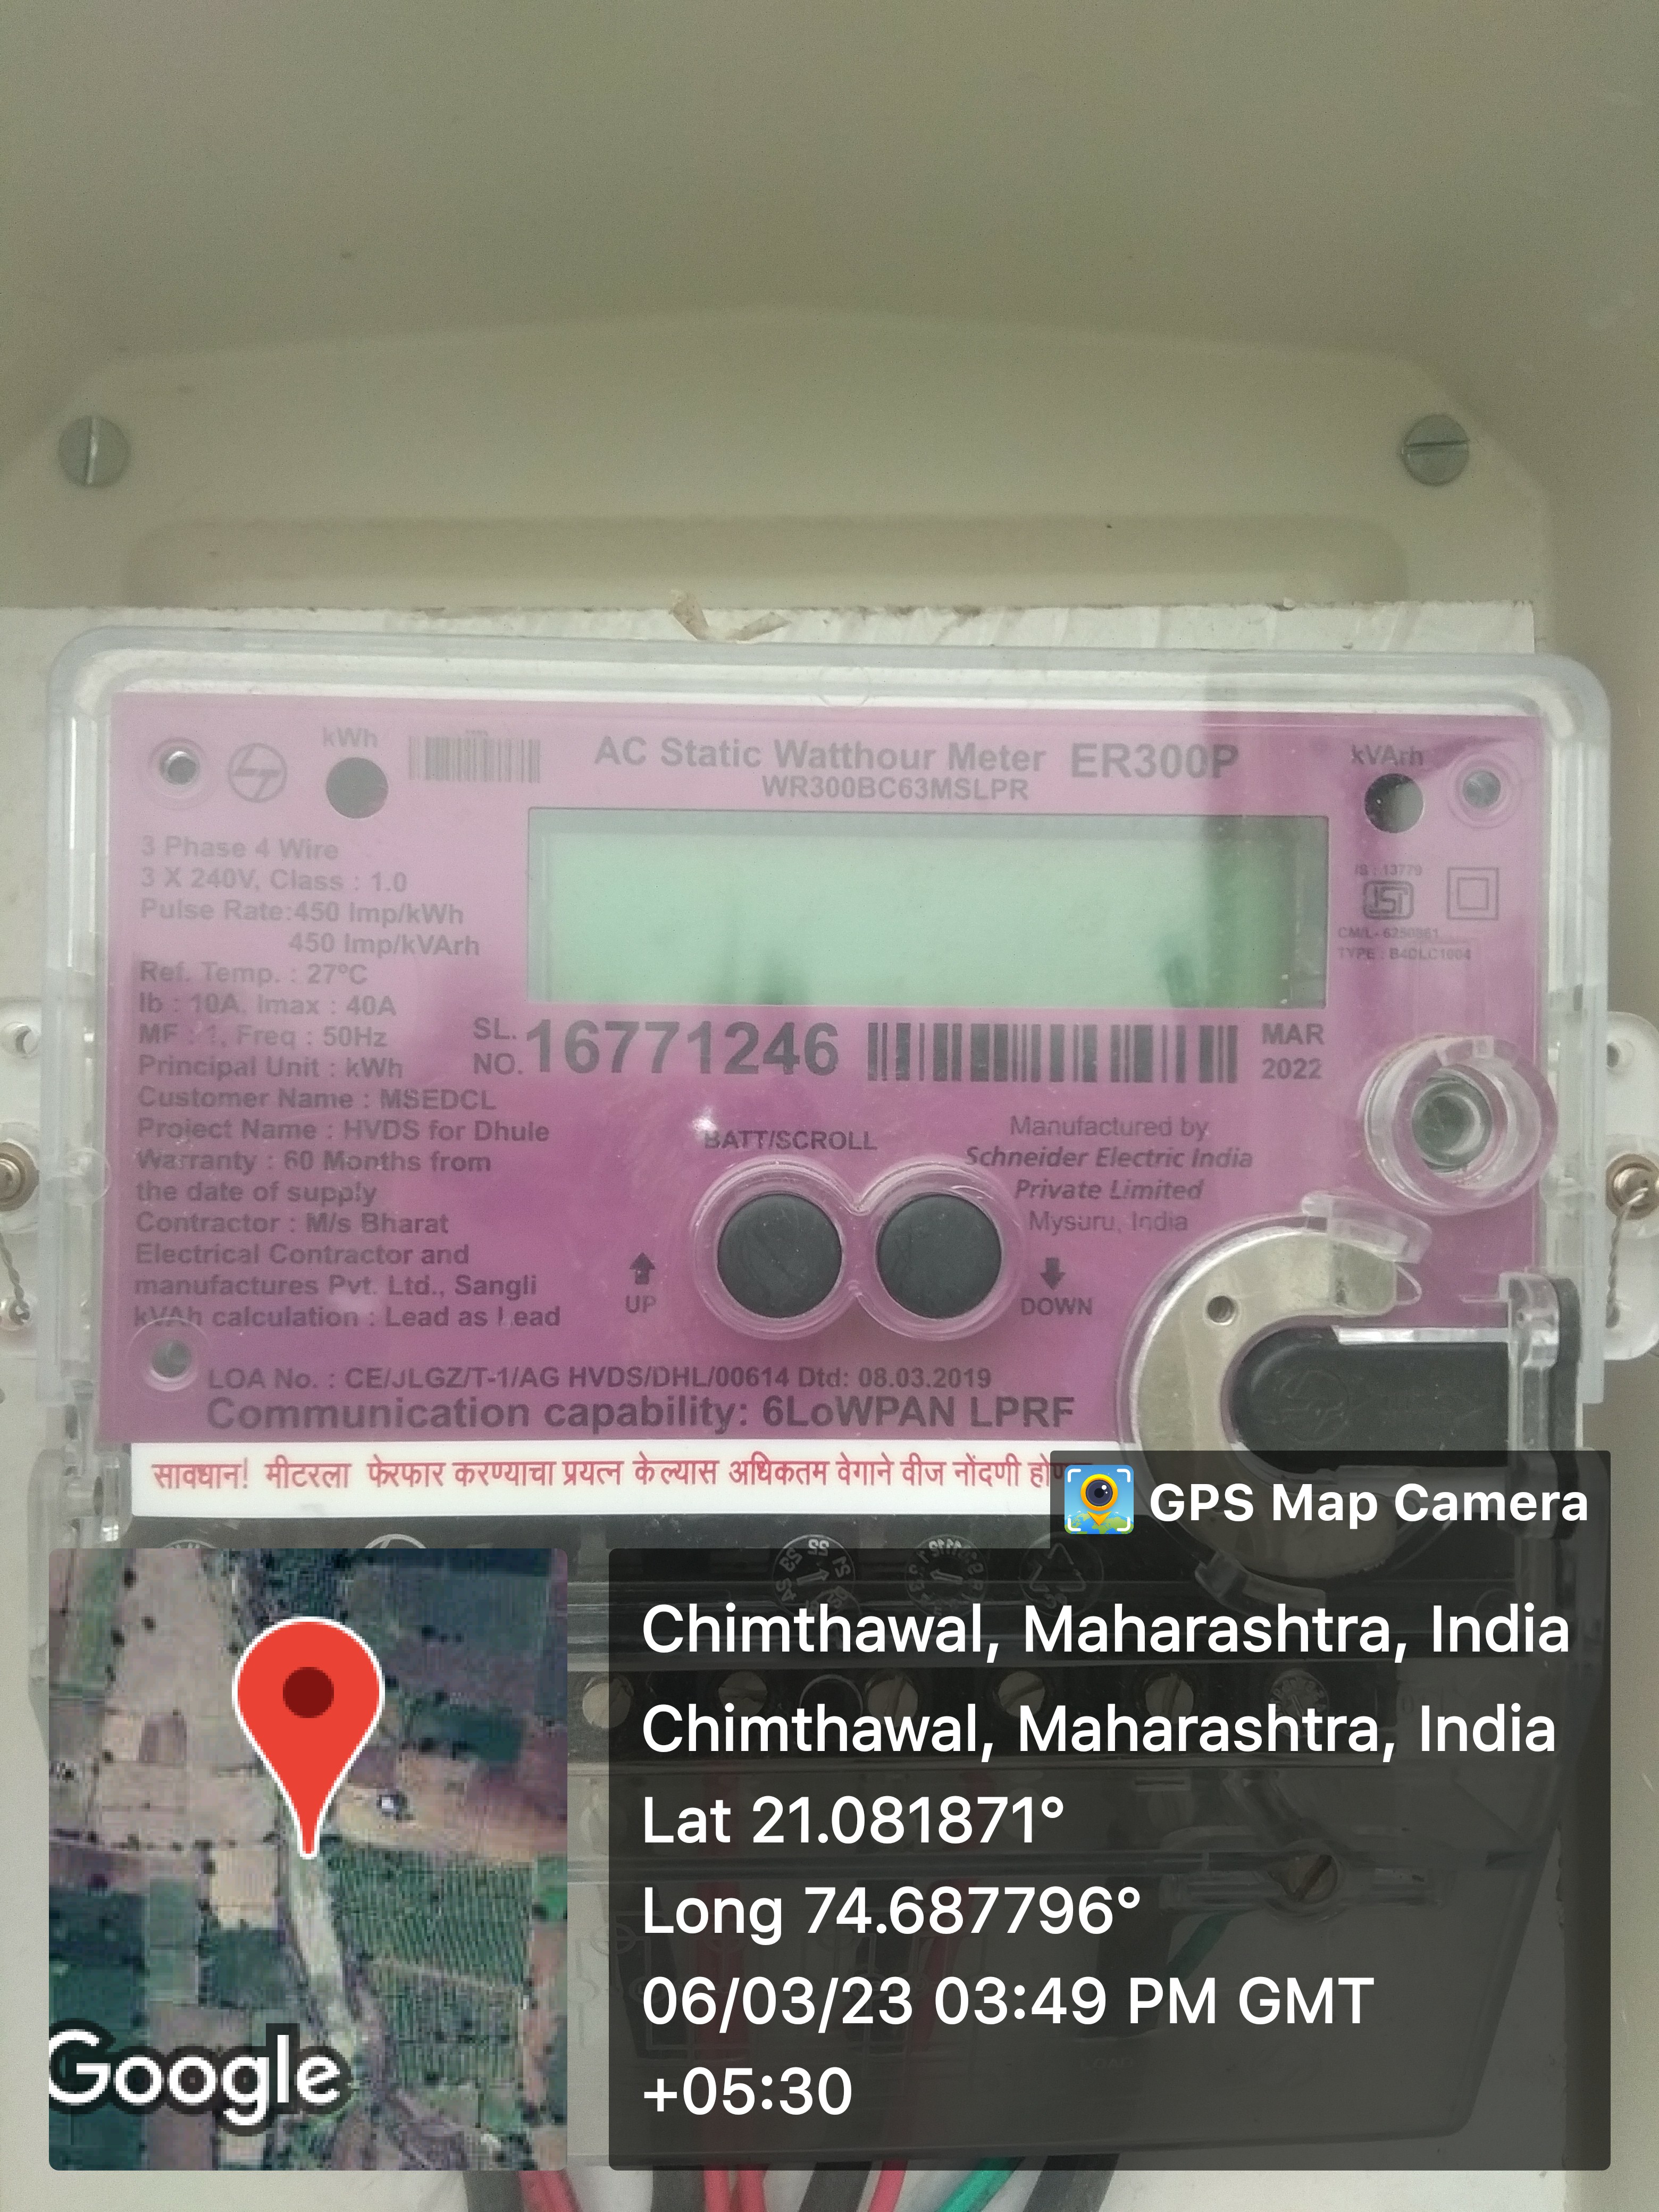 kWh
AC Static Watthour Meter ER300P
WR300BC63MSLPR
kVArh
3 Phase 4 Wire
3 X 240V, Class : 1.0
Pulse Rate:450 Imp/kWh
450 Imp/kVArh
Ref. Temp. : 27°C
Ib : 10A, Imax : 40A
MF : 1, Freq : 50Hz
Principal Unit : kWh
Customer Name : MSEDCL
Project Name : HVDS for Dhule
Warranty : 60 Months from
the date of supply
Contractor : M/s Bharat
Electrical Contractor and
manufactures Pvt. Ltd., Sangli
kVAh calculation : Lead as Lead
IS : 13779
ISI
CM/L- 6250861
TYPE : B4DLC1004
SL.
NO. 16771246
MAR
2022
BATT/SCROLL
UP
DOWN
Manufactured by
Schneider Electric India
Private Limited
Mysuru, India
LOA No. : CE/JLGZ/T-1/AG HVDS/DHL/00614 Dtd: 08.03.2019
Communication capability: 6LoWPAN LPRF
सावधान! मीटरला फेरफार करण्याचा प्रयत्न केल्यास अधिकतम वेगाने वीज नोंदणी
GPS Map Camera
Chimthawal, Maharashtra, India
Chimthawal, Maharashtra, India
Lat 21.081871°
Long 74.687796°
06/03/23 03:49 PM GMT
+05:30
Google